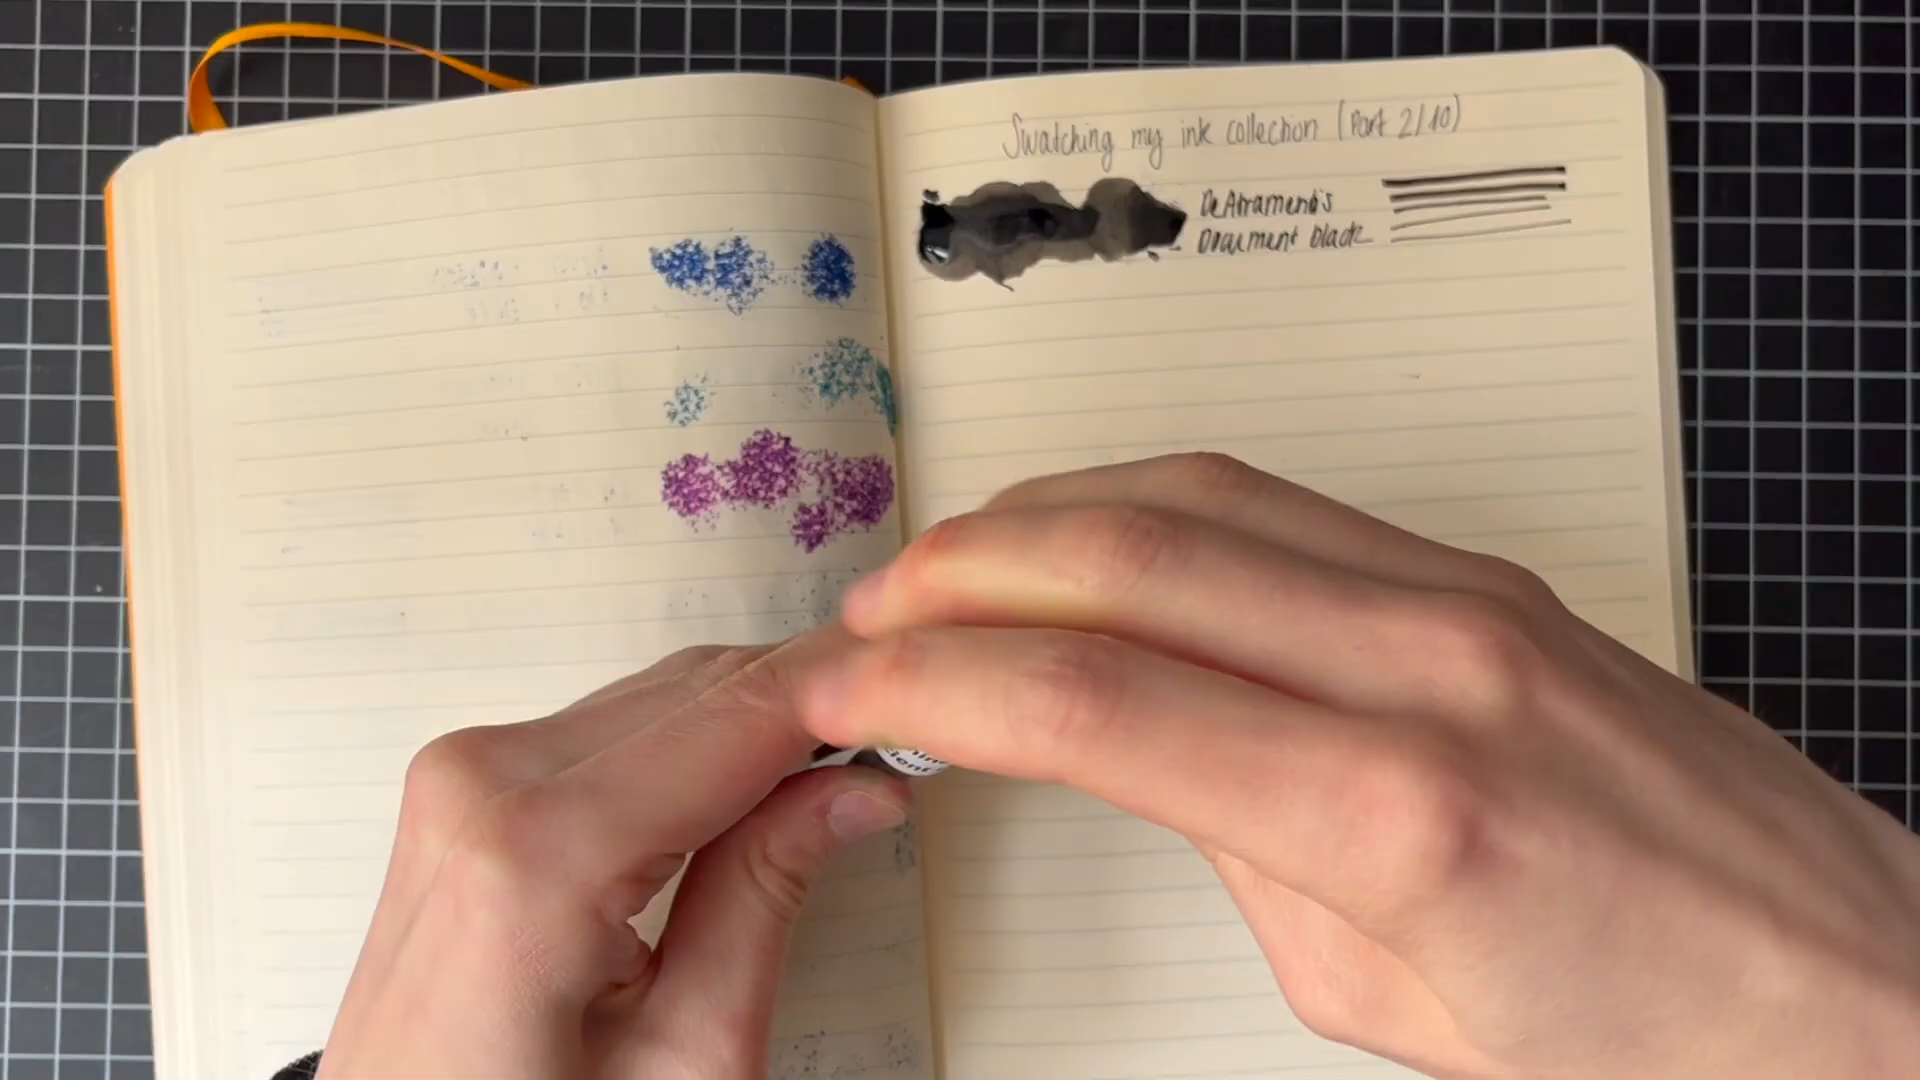 Swatching my ink collection (Part 2/10)
De Atramentis
Document black